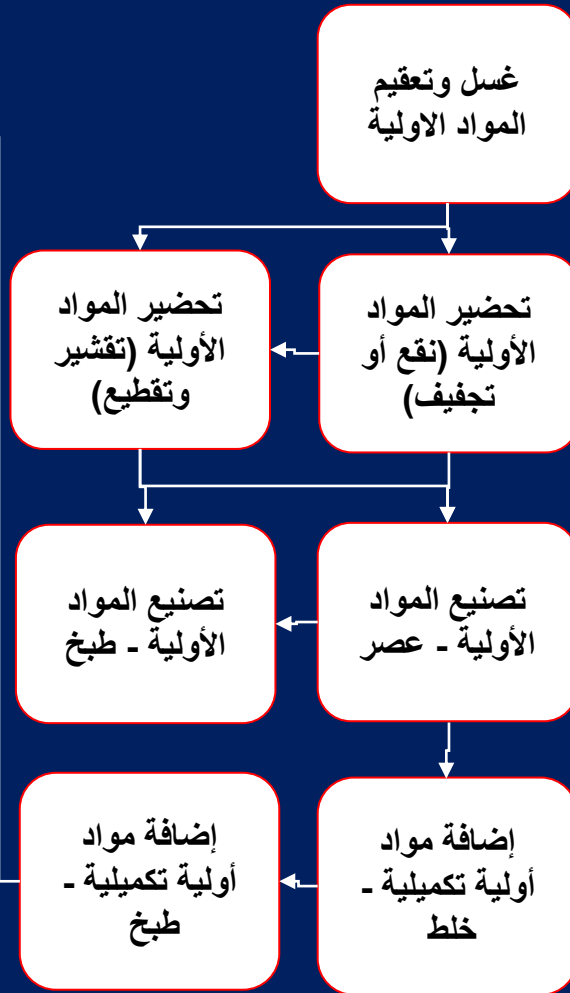 غسل وتعقيم
المواد الاولية
تحضير المواد
الأولية (نقع أو
تجفيف)
تحضير المواد
الأولية (تقشير
وتقطيع)
تصنيع المواد
الأولية - عصر
تصنيع المواد
الأولية - طبخ
إضافة مواد
أولية تكميلية -
خلط
إضافة مواد
أولية تكميلية -
طبخ